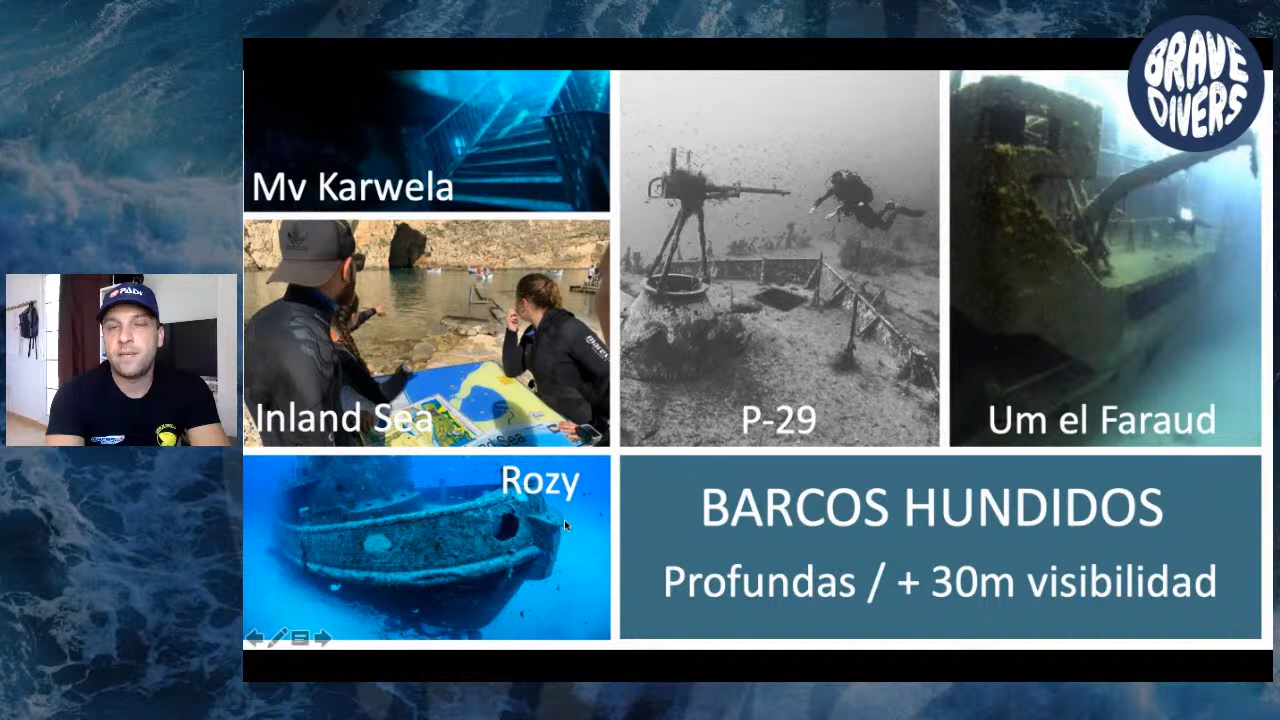 BRAVE
DIVERS
Mv Karwela
PADI
Inland Sea
P-29
Um el Faraud
Rozy
BARCOS HUNDIDOS
Profundas / + 30m visibilidad